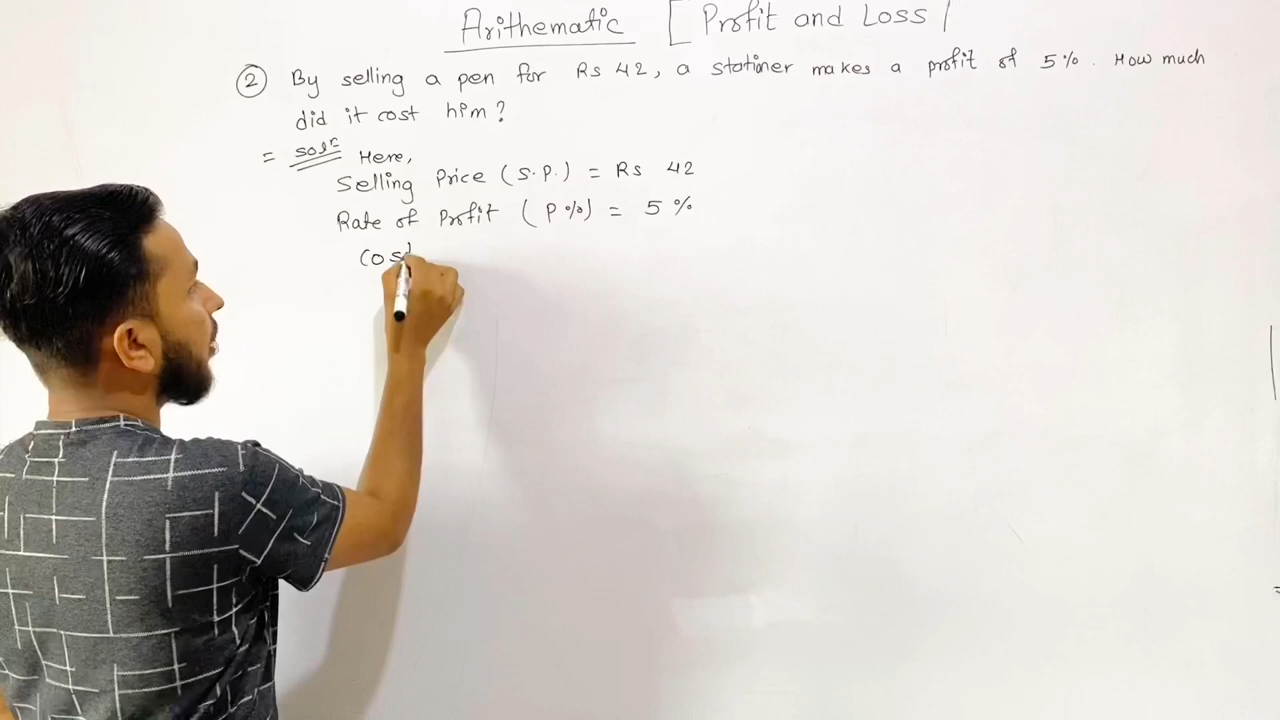 Arithematic [Profit and Loss]
② By selling a pen for Rs 42, a stationer makes a profit of 5%. How much
did it cost him?
= Solⁿ Here,
Selling Price (S.P.) = Rs 42
Rate of Profit (P%) = 5%
Cost